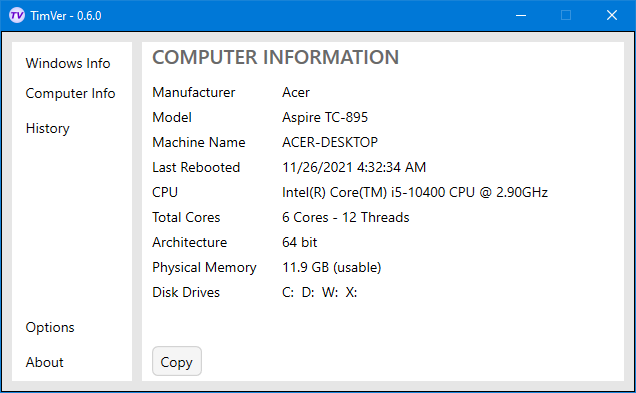 TV TimVer - 0.6.0
Windows Info
Computer Info
History
Options
About
COMPUTER INFORMATION
Manufacturer Acer
Model Aspire TC-895
Machine Name ACER-DESKTOP
Last Rebooted 11/26/2021 4:32:34 AM
CPU Intel(R) Core(TM) i5-10400 CPU @ 2.90GHz
Total Cores 6 Cores - 12 Threads
Architecture 64 bit
Physical Memory 11.9 GB (usable)
Disk Drives C: D: W: X:
Copy